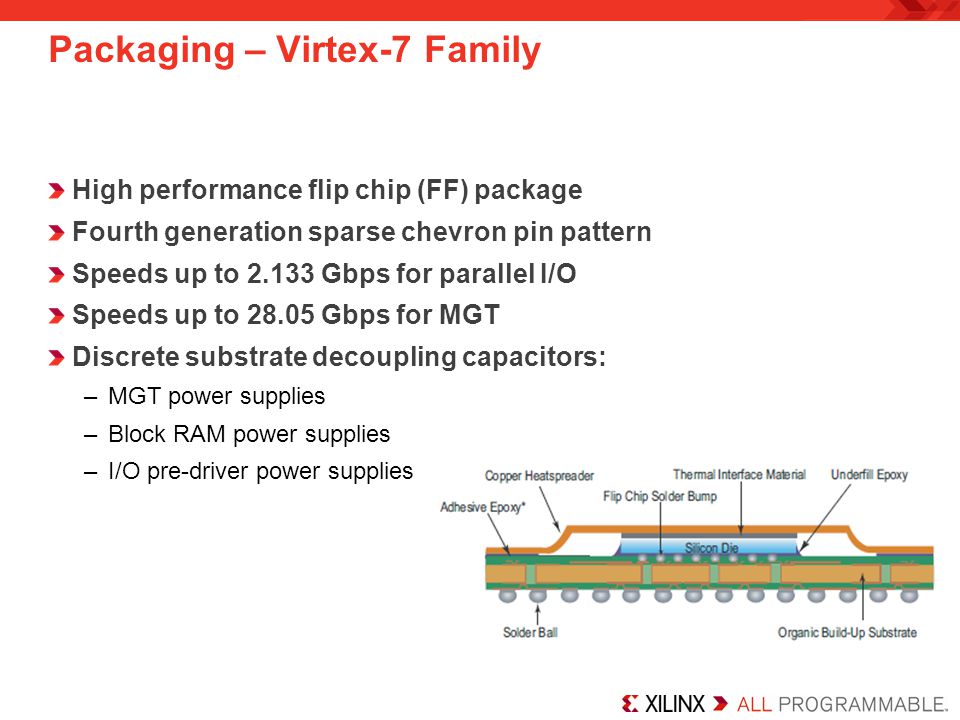 Packaging – Virtex-7 Family
High performance flip chip (FF) package
Fourth generation sparse chevron pin pattern
Speeds up to 2.133 Gbps for parallel I/O
Speeds up to 28.05 Gbps for MGT
Discrete substrate decoupling capacitors:
– MGT power supplies
– Block RAM power supplies
– I/O pre-driver power supplies
Copper Heatspreader
Thermal Interface Material
Underfill Epoxy
Flip Chip Solder Bump
Adhesive Epoxy*
Silicon Die
Solder Ball
Organic Build-Up Substrate
XILINX ALL PROGRAMMABLE™